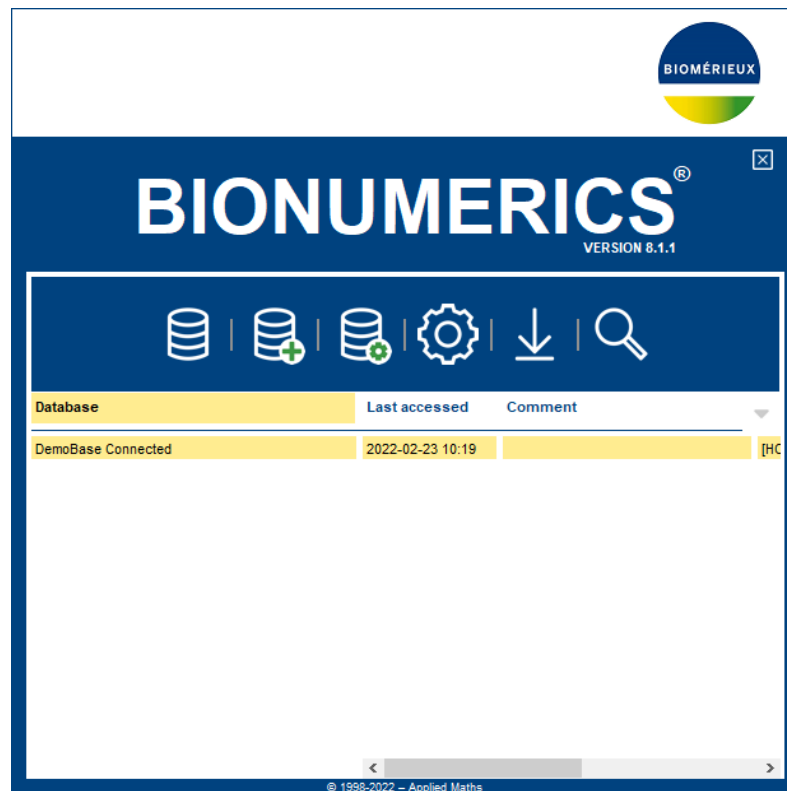 BIOMÉRIEUX
BIONUMERICS®
VERSION 8.1.1
Database Last accessed Comment
DemoBase Connected 2022-02-23 10:19
© 1998-2022 – Applied Maths